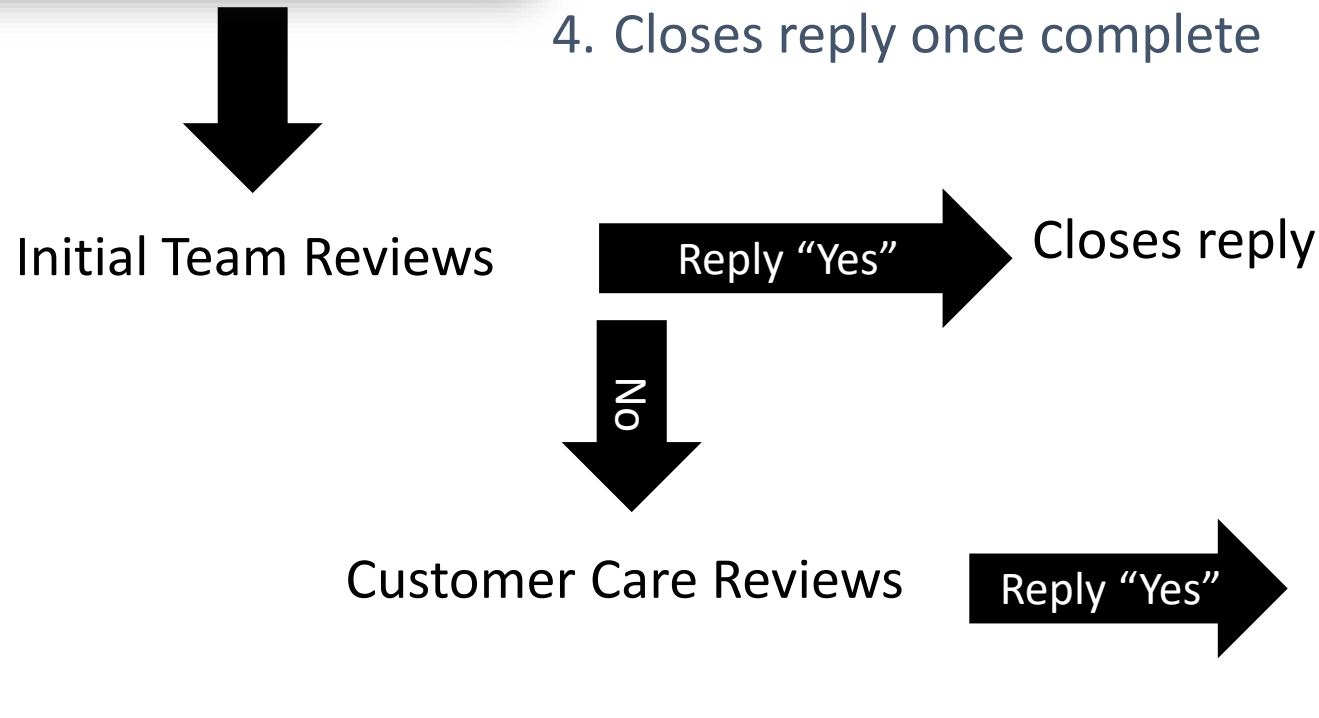 4. Closes reply once complete
Initial Team Reviews
Reply “Yes”
Closes reply
No
Customer Care Reviews
Reply “Yes”